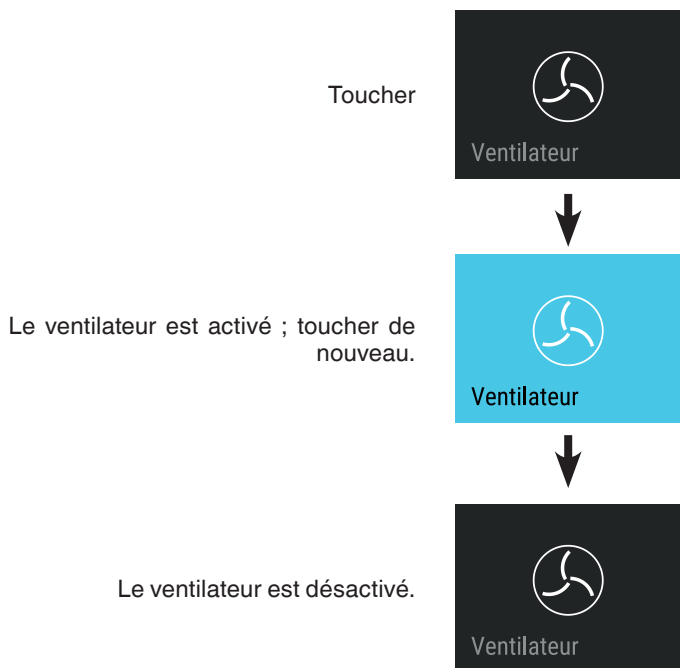 Toucher
Ventilateur
Le ventilateur est activé ; toucher de
nouveau.
Ventilateur
Le ventilateur est désactivé.
Ventilateur